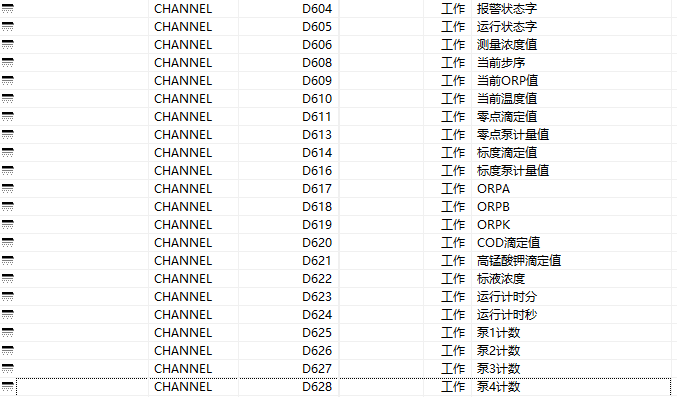 CHANNEL D604 工作 报警状态字
CHANNEL D605 工作 运行状态字
CHANNEL D606 工作 测量浓度值
CHANNEL D608 工作 当前步序
CHANNEL D609 工作 当前ORP值
CHANNEL D610 工作 当前温度值
CHANNEL D611 工作 零点滴定值
CHANNEL D613 工作 零点泵计量值
CHANNEL D614 工作 标度滴定值
CHANNEL D616 工作 标度泵计量值
CHANNEL D617 工作 ORPA
CHANNEL D618 工作 ORPB
CHANNEL D619 工作 ORPK
CHANNEL D620 工作 COD滴定值
CHANNEL D621 工作 高锰酸钾滴定值
CHANNEL D622 工作 标液浓度
CHANNEL D623 工作 运行计时分
CHANNEL D624 工作 运行计时秒
CHANNEL D625 工作 泵1计数
CHANNEL D626 工作 泵2计数
CHANNEL D627 工作 泵3计数
CHANNEL D628 工作 泵4计数